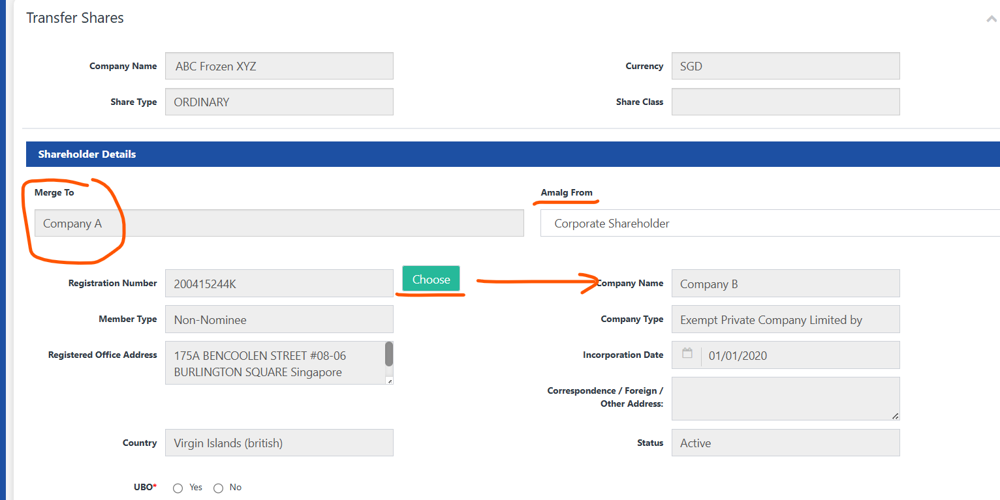 Transfer Shares
Company Name ABC Frozen XYZ Currency SGD
Share Type ORDINARY Share Class
Shareholder Details
Merge To Amalg From
Company A Corporate Shareholder
Registration Number 200415244K Choose Company Name Company B
Member Type Non-Nominee Company Type Exempt Private Company Limited by
Registered Office Address 175A BENCOOLEN STREET #08-06 Incorporation Date 01/01/2020
BURLINGTON SQUARE Singapore
Correspondence / Foreign /
Other Address:
Country Virgin Islands (british) Status Active
UBO* Yes No